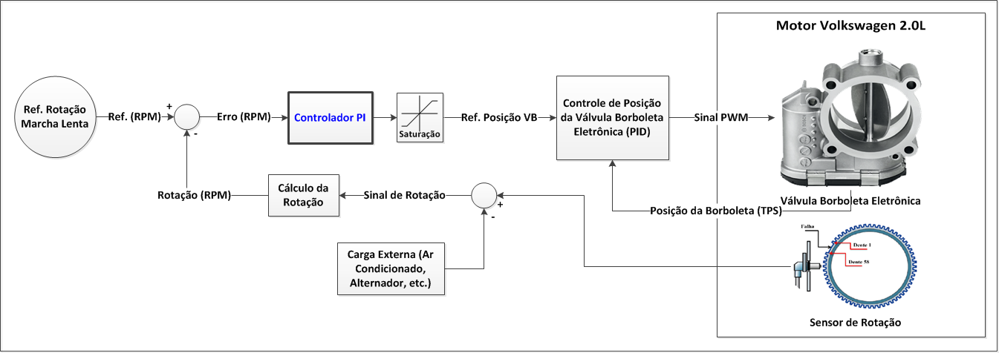 Motor Volkswagen 2.0L
Ref. Rotação
Marcha Lenta
Ref. (RPM)
+
-
Erro (RPM)
Controlador PI
Saturação
Ref. Posição VB
Controle de Posição
da Válvula Borboleta
Eletrônica (PID)
Sinal PWM
Válvula Borboleta Eletrônica
Posição da Borboleta (TPS)
Rotação (RPM)
Cálculo da
Rotação
Sinal de Rotação
+
-
Carga Externa (Ar
Condicionado,
Alternador, etc.)
Falha
Dente 1
Dente 58
Sensor de Rotação